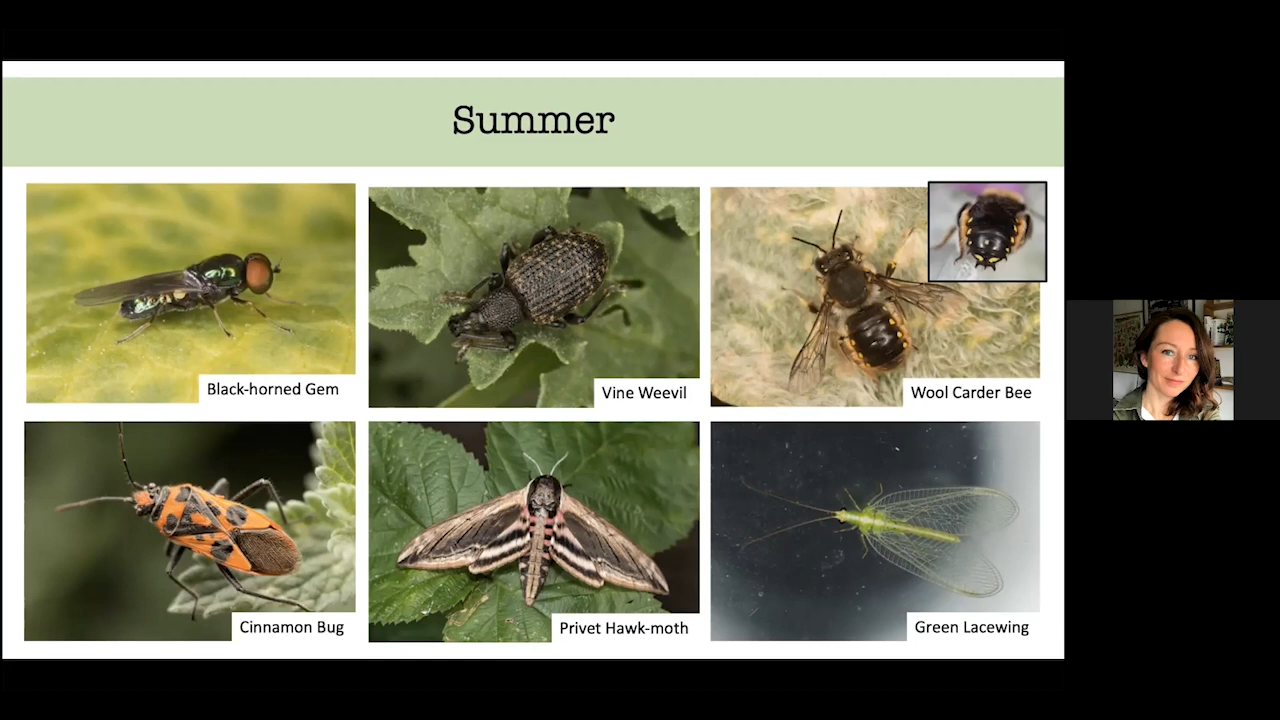 Summer
Black-horned Gem
Vine Weevil
Wool Carder Bee
Cinnamon Bug
Privet Hawk-moth
Green Lacewing